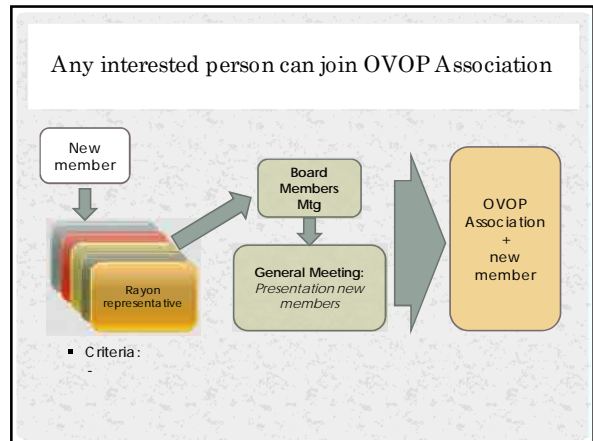 Any interested person can join OVOP Association
New
member
Rayon
representative
▪ Criteria:
-
Board
Members
Mtg
General Meeting:
Presentation new
members
OVOP
Association
+
new
member